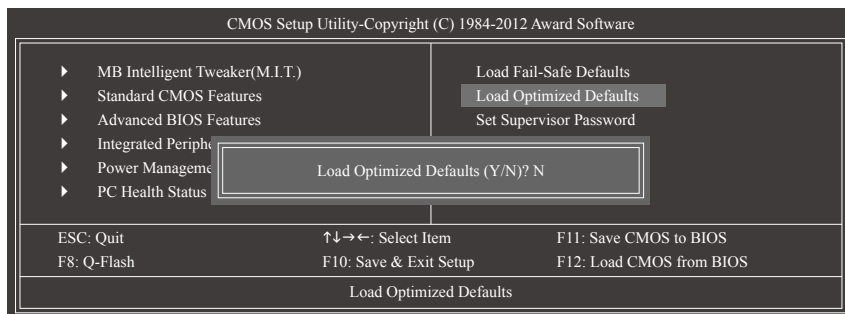 CMOS Setup Utility-Copyright (C) 1984-2012 Award Software
MB Intelligent Tweaker(M.I.T.)
Standard CMOS Features
Advanced BIOS Features
Integrated Periphe
Power Manageme
PC Health Status
Load Fail-Safe Defaults
Load Optimized Defaults
Set Supervisor Password
Load Optimized Defaults (Y/N)? N
ESC: Quit ↑↓→←: Select Item F11: Save CMOS to BIOS
F8: Q-Flash F10: Save & Exit Setup F12: Load CMOS from BIOS
Load Optimized Defaults